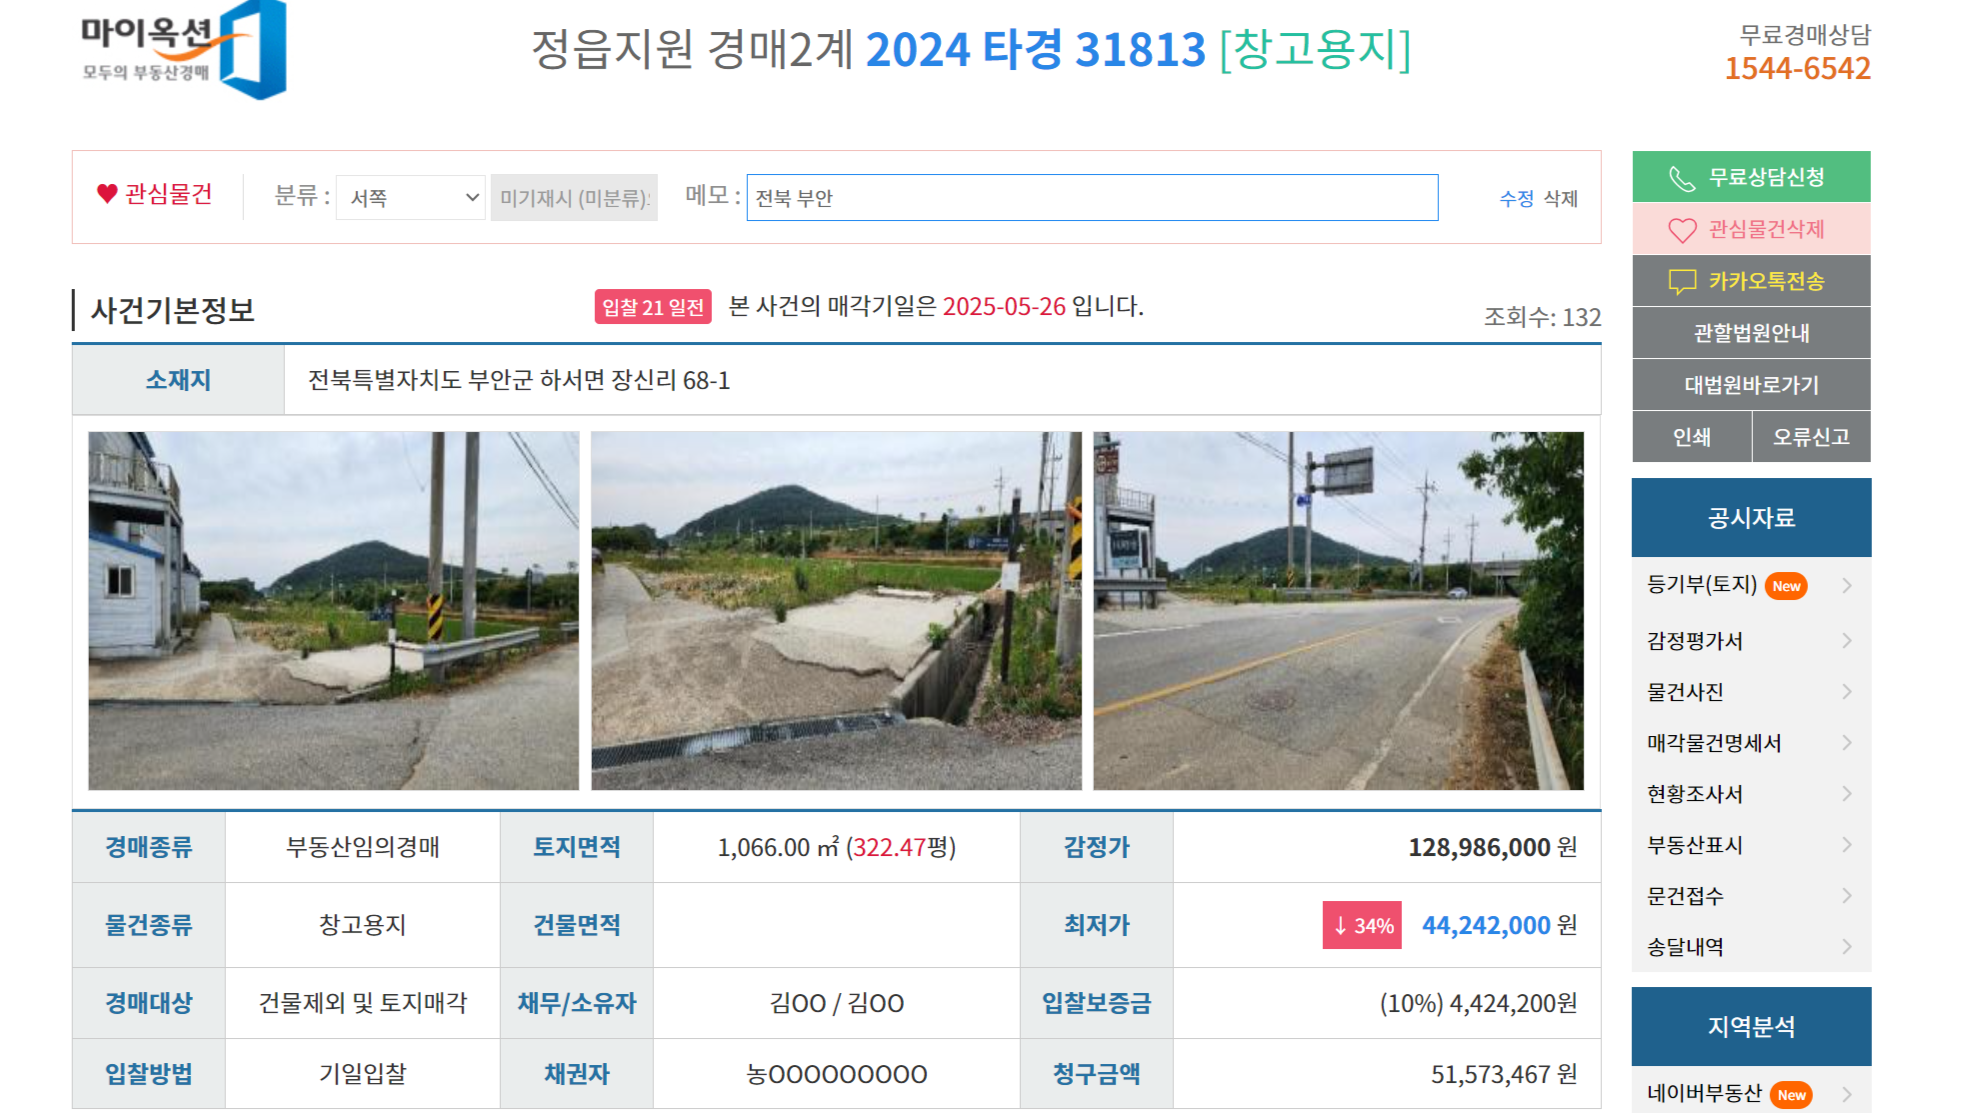 마이옥션
모두의 부동산경매
정읍지원 경매2계 2024 타경 31813 [창고용지]
무료경매상담
1544-6542
관심물건
분류 : 서쪽 미기재시 (미분류) 메모 : 전북 부안 수정 삭제
사건기본정보
입찰 21 일전 본 사건의 매각기일은 2025-05-26 입니다.
조회수: 132
소재지 전북특별자치도 부안군 하서면 장신리 68-1
경매종류 부동산임의경매 토지면적 1,066.00 ㎡ (322.47평) 감정가 128,986,000 원
물건종류 창고용지 건물면적 최저가 ↓ 34% 44,242,000 원
경매대상 건물제외 및 토지매각 채무/소유자 김OO / 김OO 입찰보증금 (10%) 4,424,200원
입찰방법 기일입찰 채권자 농OOOOOOOOO 청구금액 51,573,467 원
무료상담신청
관심물건삭제
카카오톡전송
관할법원안내
대법원바로가기
인쇄 오류신고
공시자료
등기부(토지) New
감정평가서
물건사진
매각물건명세서
현황조사서
부동산표시
문건접수
송달내역
지역분석
네이버부동산 New